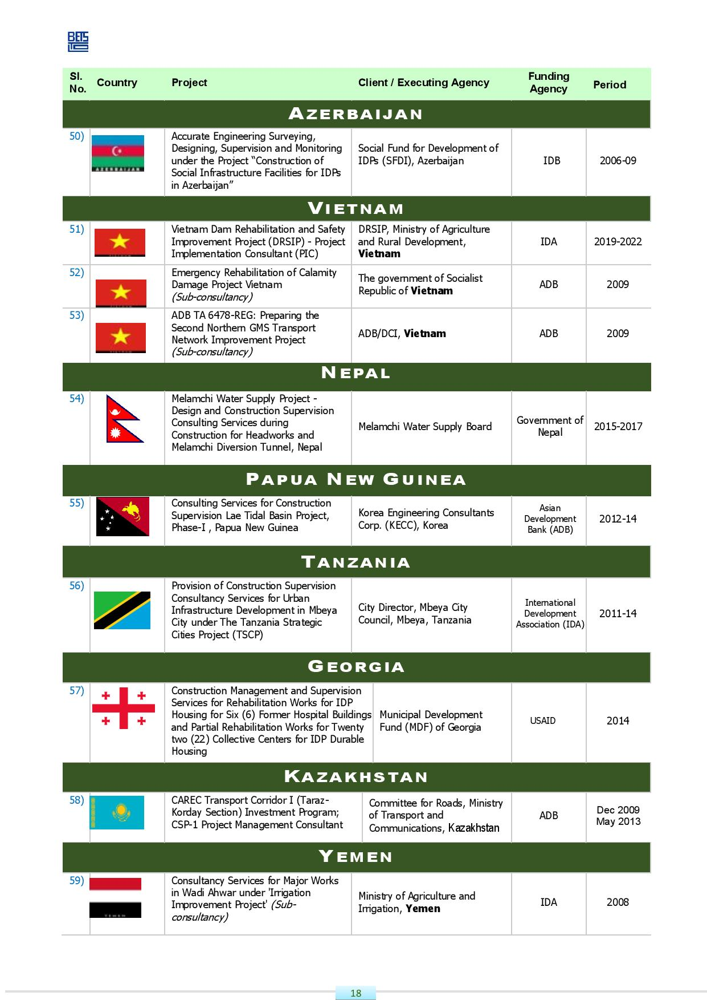 BETS
LTD
Sl.
No.
Country
Project
Client / Executing Agency
Funding
Agency
Period
AZERBAIJAN
50)
AZERBAIJAN
Accurate Engineering Surveying,
Designing, Supervision and Monitoring
under the Project “Construction of
Social Infrastructure Facilities for IDPs
in Azerbaijan”
Social Fund for Development of
IDPs (SFDI), Azerbaijan
IDB
2006-09
VIETNAM
51)
Vietnam Dam Rehabilitation and Safety
Improvement Project (DRSIP) - Project
Implementation Consultant (PIC)
DRSIP, Ministry of Agriculture
and Rural Development,
Vietnam
IDA
2019-2022
52)
Emergency Rehabilitation of Calamity
Damage Project Vietnam
(Sub-consultancy)
The government of Socialist
Republic of Vietnam
ADB
2009
53)
ADB TA 6478-REG: Preparing the
Second Northern GMS Transport
Network Improvement Project
(Sub-consultancy)
ADB/DCI, Vietnam
ADB
2009
NEPAL
54)
Melamchi Water Supply Project -
Design and Construction Supervision
Consulting Services during
Construction for Headworks and
Melamchi Diversion Tunnel, Nepal
Melamchi Water Supply Board
Government of
Nepal
2015-2017
PAPUA NEW GUINEA
55)
Consulting Services for Construction
Supervision Lae Tidal Basin Project,
Phase-I , Papua New Guinea
Korea Engineering Consultants
Corp. (KECC), Korea
Asian
Development
Bank (ADB)
2012-14
TANZANIA
56)
Provision of Construction Supervision
Consultancy Services for Urban
Infrastructure Development in Mbeya
City under The Tanzania Strategic
Cities Project (TSCP)
City Director, Mbeya City
Council, Mbeya, Tanzania
International
Development
Association (IDA)
2011-14
GEORGIA
57)
Construction Management and Supervision
Services for Rehabilitation Works for IDP
Housing for Six (6) Former Hospital Buildings
and Partial Rehabilitation Works for Twenty
two (22) Collective Centers for IDP Durable
Housing
Municipal Development
Fund (MDF) of Georgia
USAID
2014
KAZAKHSTAN
58)
CAREC Transport Corridor I (Taraz-
Korday Section) Investment Program;
CSP-1 Project Management Consultant
Committee for Roads, Ministry
of Transport and
Communications, Kazakhstan
ADB
Dec 2009
May 2013
YEMEN
59)
YEMEN
Consultancy Services for Major Works
in Wadi Ahwar under 'Irrigation
Improvement Project' (Sub-
consultancy)
Ministry of Agriculture and
Irrigation, Yemen
IDA
2008
18